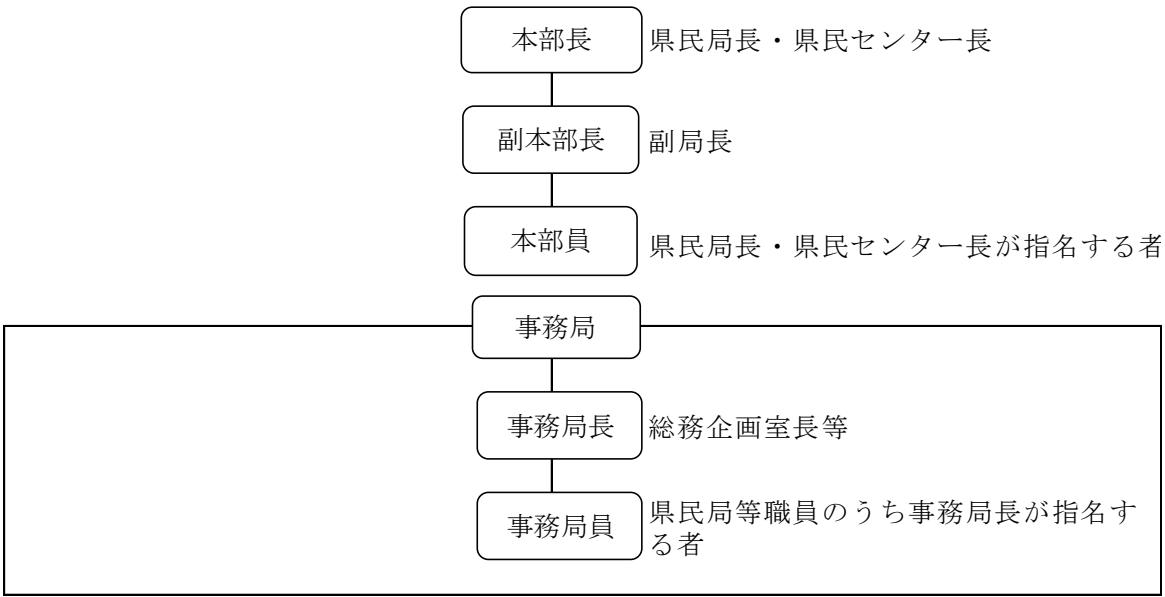 本部長 県民局長・県民センター長
副本部長 副局長
本部員 県民局長・県民センター長が指名する者
事務局
事務局長 総務企画室長等
事務局員 県民局等職員のうち事務局長が指名す
る者